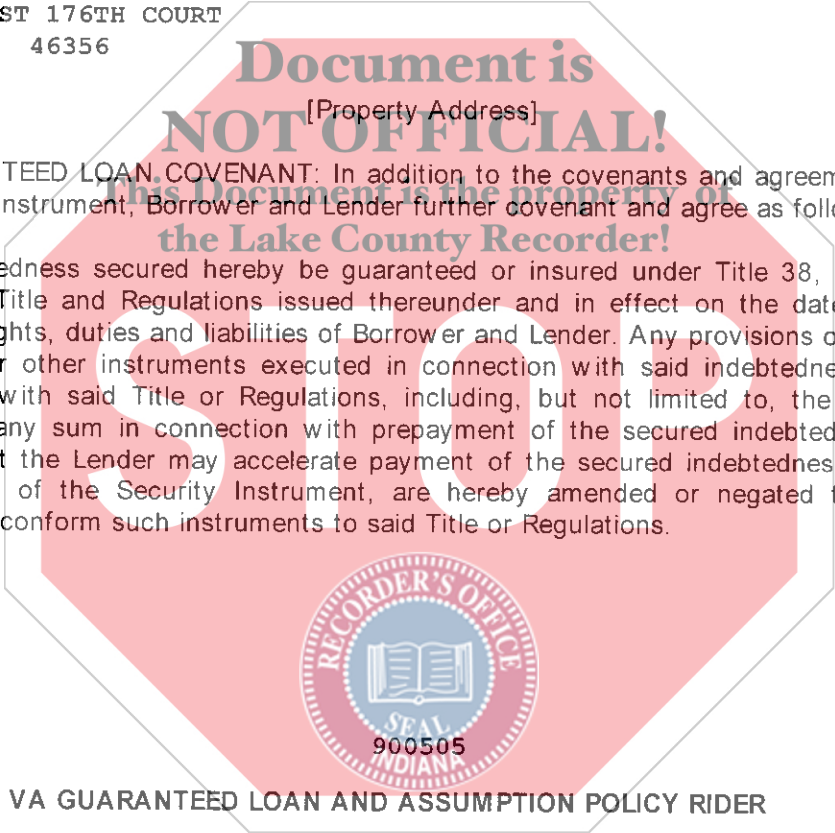 ST 176TH COURT
46356
Document is
[Property Address]
NOT OFFICIAL!
TEED LOAN COVENANT: In addition to the covenants and agreem
This Document is the property of
nstrument, Borrower and Lender further covenant and agree as follo
the Lake County Recorder!
edness secured hereby be guaranteed or insured under Title 38,
Title and Regulations issued thereunder and in effect on the date
ghts, duties and liabilities of Borrower and Lender. Any provisions o
r other instruments executed in connection with said indebtedne
with said Title or Regulations, including, but not limited to, the
any sum in connection with prepayment of the secured indebted
t the Lender may accelerate payment of the secured indebtednes
of the Security Instrument, are hereby amended or negated t
conform such instruments to said Title or Regulations.
STOP
RECORDER'S OFFICE
SEAL
900505
INDIANA
VA GUARANTEED LOAN AND ASSUMPTION POLICY RIDER